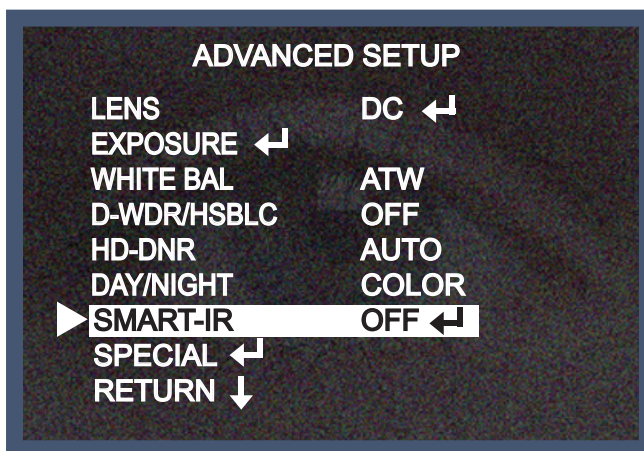 ADVANCED SETUP
LENS DC ↲
EXPOSURE ↲
WHITE BAL ATW
D-WDR/HSBLC OFF
HD-DNR AUTO
DAY/NIGHT COLOR
SMART-IR OFF ↲
SPECIAL ↲
RETURN ↓